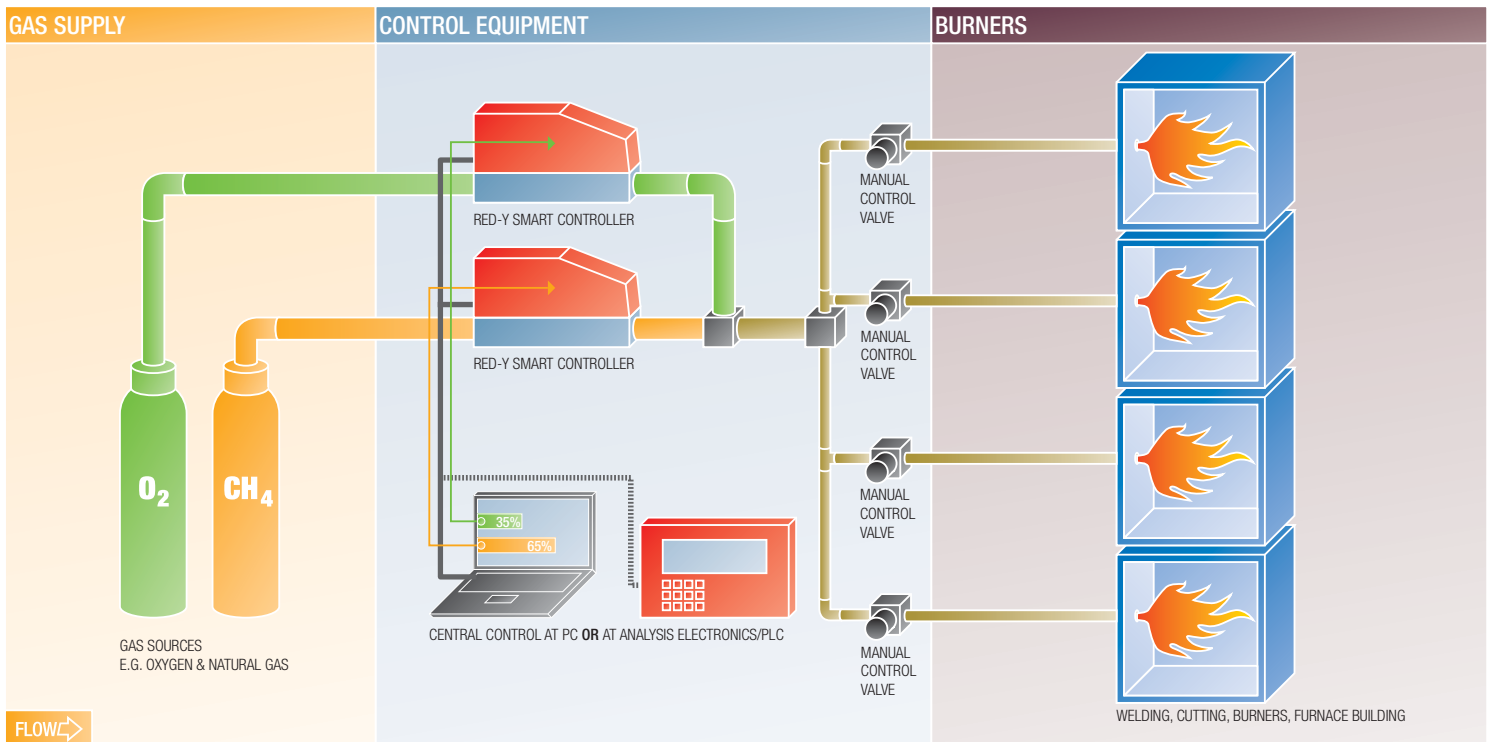 GAS SUPPLY
CONTROL EQUIPMENT
BURNERS
RED-Y SMART CONTROLLER
RED-Y SMART CONTROLLER
MANUAL
CONTROL
VALVE
MANUAL
CONTROL
VALVE
MANUAL
CONTROL
VALVE
MANUAL
CONTROL
VALVE
O₂
CH₄
35%
65%
GAS SOURCES
E.G. OXYGEN & NATURAL GAS
CENTRAL CONTROL AT PC OR AT ANALYSIS ELECTRONICS/PLC
WELDING, CUTTING, BURNERS, FURNACE BUILDING
FLOW